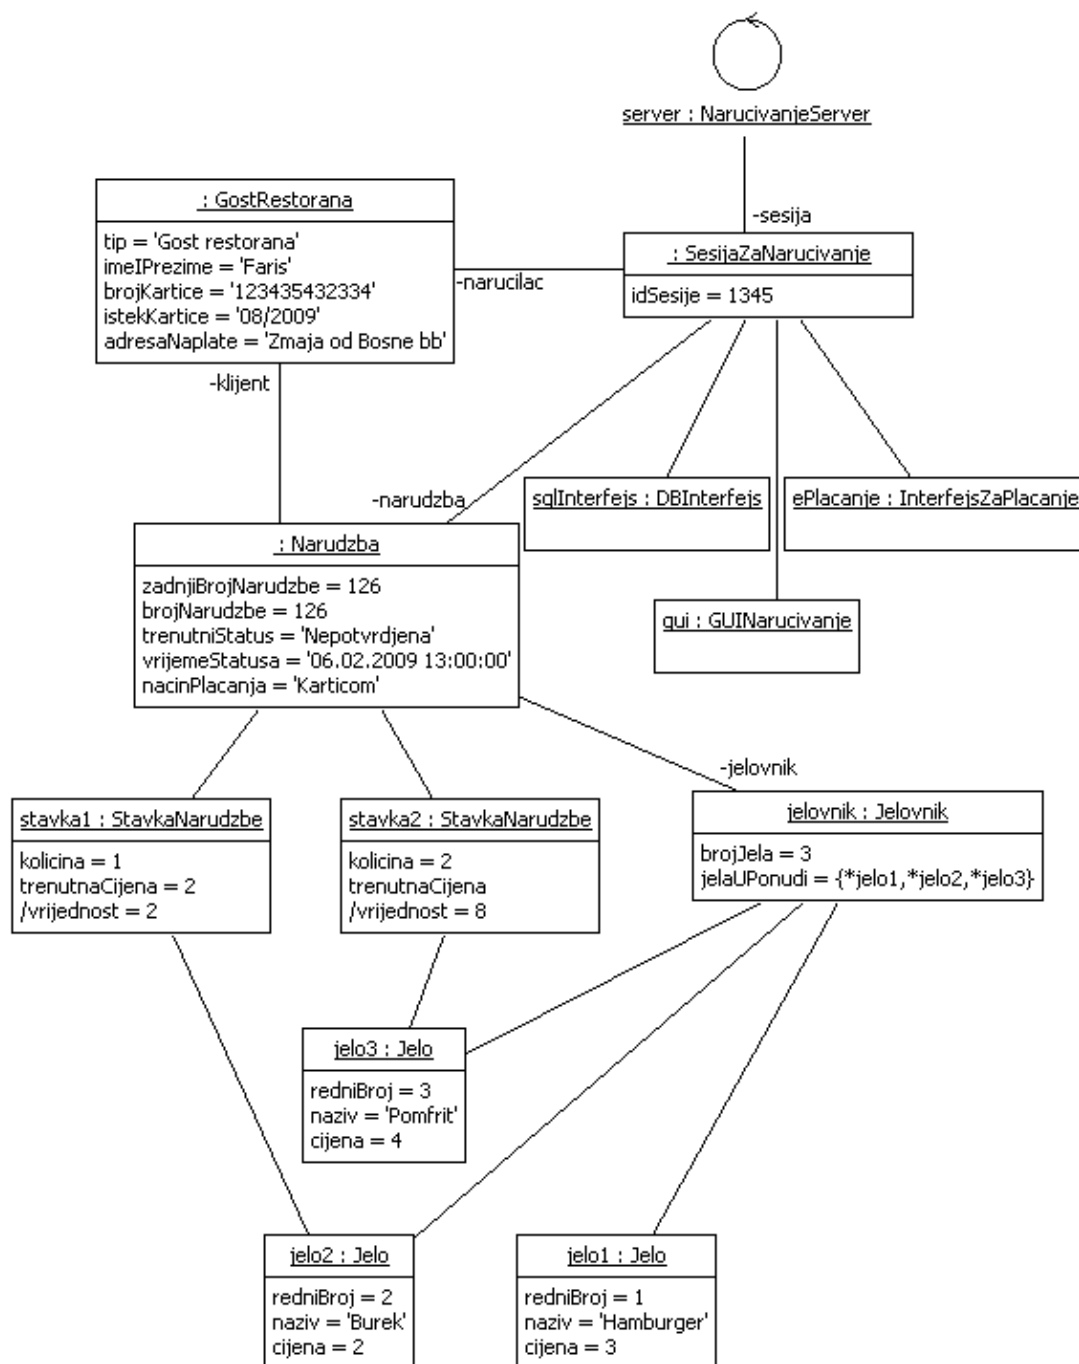 server : NarucivanjeServer
-sesija
: GostRestorana
tip = 'Gost restorana'
imeIPrezime = 'Faris'
brojKartice = '123435432334'
istekKartice = '08/2009'
adresaNaplate = 'Zmaja od Bosne bb'
: SesijaZaNarucivanje
idSesije = 1345
-narucilac
-klijent
-narudzba
sqlInterfejs : DBInterfejs
ePlacanje : InterfejsZaPlacanje
: Narudzba
zadnjiBrojNarudzbe = 126
brojNarudzbe = 126
trenutniStatus = 'Nepotvrdjena'
vrijemeStatusa = '06.02.2009 13:00:00'
nacinPlacanja = 'Karticom'
gui : GUINarucivanje
-jelovnik
stavka1 : StavkaNarudzbe
kolicina = 1
trenutnaCijena = 2
/vrijednost = 2
stavka2 : StavkaNarudzbe
kolicina = 2
trenutnaCijena
/vrijednost = 8
jelovnik : Jelovnik
brojJela = 3
jelaUPonudi = {*jelo1,*jelo2,*jelo3}
jelo3 : Jelo
redniBroj = 3
naziv = 'Pomfrit'
cijena = 4
jelo2 : Jelo
redniBroj = 2
naziv = 'Burek'
cijena = 2
jelo1 : Jelo
redniBroj = 1
naziv = 'Hamburger'
cijena = 3